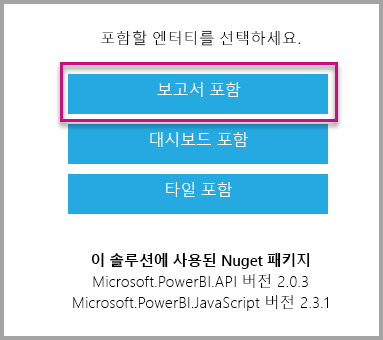 포함할 엔터티를 선택하세요.
보고서 포함
대시보드 포함
타일 포함
이 솔루션에 사용된 Nuget 패키지
Microsoft.PowerBI.API 버전 2.0.3
Microsoft.PowerBI.JavaScript 버전 2.3.1